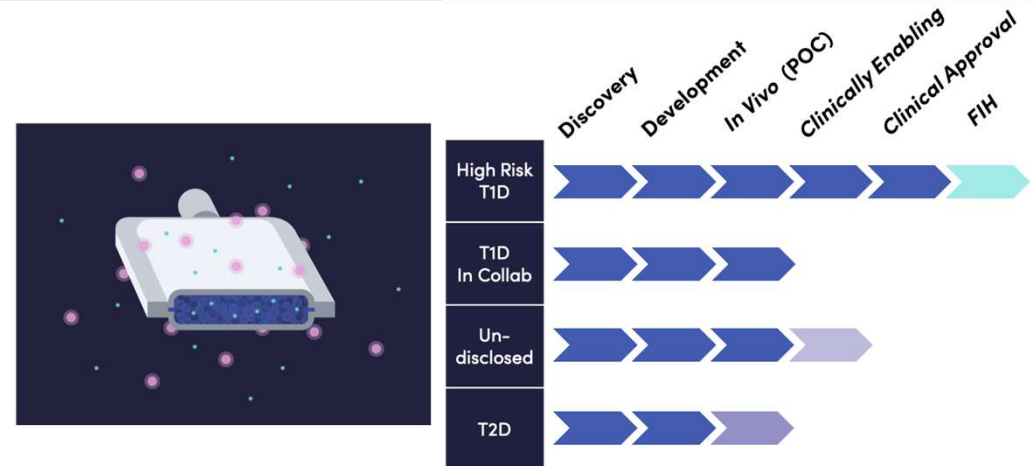 Discovery
Development
In Vivo (POC)
Clinically Enabling
Clinical Approval
FIH
High Risk
T1D
T1D
In Collab
Un-
disclosed
T2D